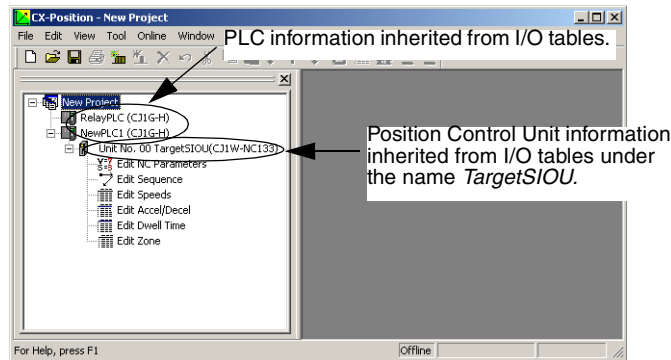 CX-Position - New Project
File Edit View Tool Online Window
PLC information inherited from I/O tables.
New Project
RelayPLC (CJ1G-H)
NewPLC1 (CJ1G-H)
Unit No. 00 TargetSIOU(CJ1W-NC133)
Edit NC Parameters
Edit Sequence
Edit Speeds
Edit Accel/Decel
Edit Dwell Time
Edit Zone
Position Control Unit information
inherited from I/O tables under
the name TargetSIOU.
For Help, press F1
Offline